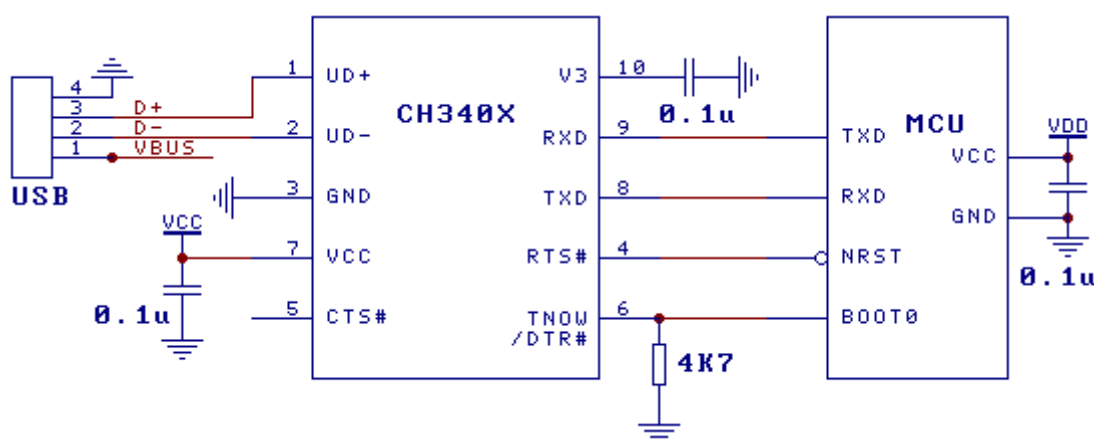 4
3 D+
2 D-
1 VBUS
USB
VCC
0.1u
1 UD+
2 UD-
3 GND
7 VCC
5 CTS#
CH340X
V3 10
RXD 9
TXD 8
RTS# 4
TNOW 6
/DTR#
0.1u
4K7
MCU
TXD
RXD
NRST
BOOT0
VCC
GND
VDD
0.1u